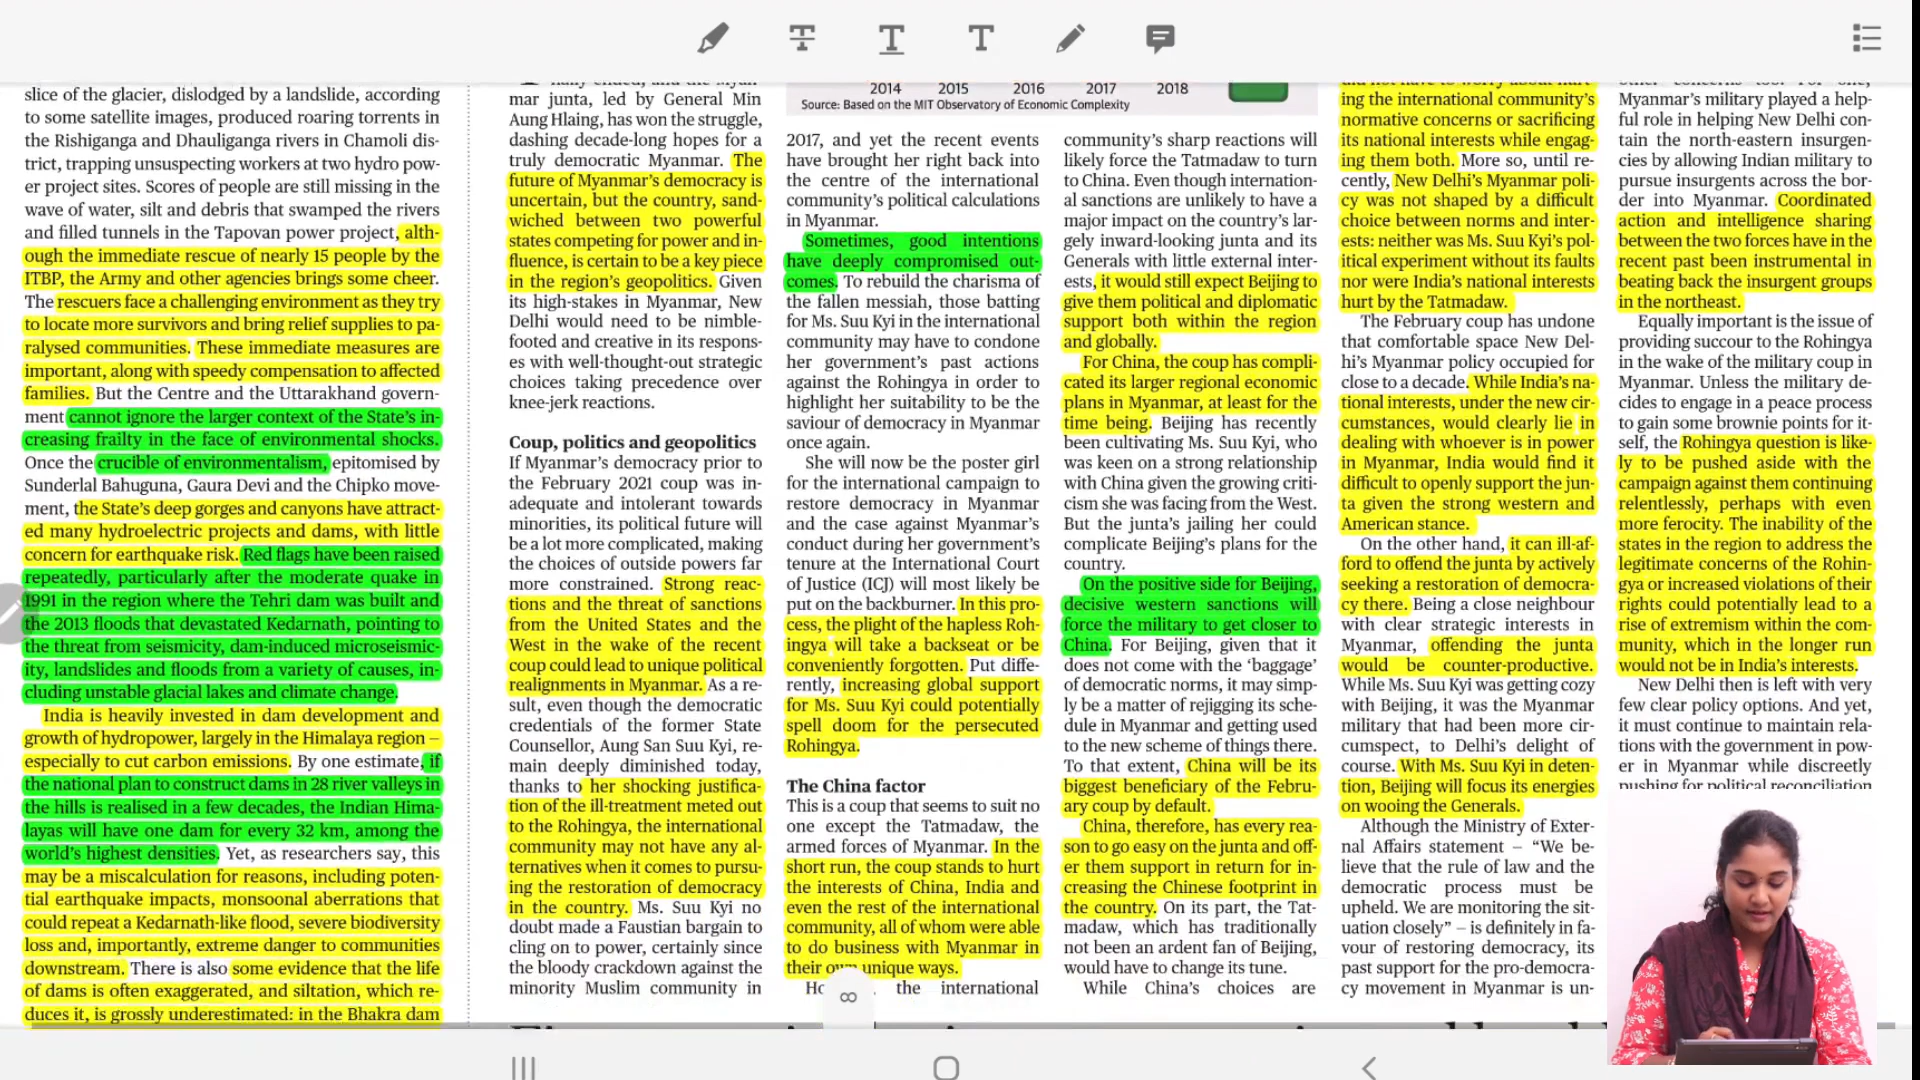 slice of the glacier, dislodged by a landslide, according
to some satellite images, produced roaring torrents in
the Rishiganga and Dhauliganga rivers in Chamoli dis-
trict, trapping unsuspecting workers at two hydro pow-
er project sites. Scores of people are still missing in the
wave of water, silt and debris that swamped the rivers
and filled tunnels in the Tapovan power project, alth-
ough the immediate rescue of nearly 15 people by the
ITBP, the Army and other agencies brings some cheer.
The rescuers face a challenging environment as they try
to locate more survivors and bring relief supplies to pa-
ralysed communities. These immediate measures are
important, along with speedy compensation to affected
families. But the Centre and the Uttarakhand govern-
ment cannot ignore the larger context of the State's in-
creasing frailty in the face of environmental shocks.
Once the crucible of environmentalism, epitomised by
Sunderlal Bahuguna, Gaura Devi and the Chipko move-
ment, the State's deep gorges and canyons have attract-
ed many hydroelectric projects and dams, with little
concern for earthquake risk. Red flags have been raised
repeatedly, particularly after the moderate quake in
1991 in the region where the Tehri dam was built and
the 2013 floods that devastated Kedarnath, pointing to
the threat from seismicity, dam-induced microseismic-
ity, landslides and floods from a variety of causes, in-
cluding unstable glacial lakes and climate change.
India is heavily invested in dam development and
growth of hydropower, largely in the Himalaya region –
especially to cut carbon emissions. By one estimate, if
the national plan to construct dams in 28 river valleys in
the hills is realised in a few decades, the Indian Hima-
layas will have one dam for every 32 km, among the
world's highest densities. Yet, as researchers say, this
may be a miscalculation for reasons, including poten-
tial earthquake impacts, monsoonal aberrations that
could repeat a Kedarnath-like flood, severe biodiversity
loss and, importantly, extreme danger to communities
downstream. There is also some evidence that the life
of dams is often exaggerated, and siltation, which re-
duces it, is grossly underestimated: in the Bhakra dam
mar junta, led by General Min
Aung Hlaing, has won the struggle,
dashing decade-long hopes for a
truly democratic Myanmar. The
future of Myanmar's democracy is
uncertain, but the country, sand-
wiched between two powerful
states competing for power and in-
fluence, is certain to be a key piece
in the region's geopolitics. Given
its high-stakes in Myanmar, New
Delhi would need to be nimble-
footed and creative in its respons-
es with well-thought-out strategic
choices taking precedence over
knee-jerk reactions.
Coup, politics and geopolitics
If Myanmar's democracy prior to
the February 2021 coup was in-
adequate and intolerant towards
minorities, its political future will
be a lot more complicated, making
the choices of outside powers far
more constrained. Strong reac-
tions and the threat of sanctions
from the United States and the
West in the wake of the recent
coup could lead to unique political
realignments in Myanmar. As a re-
sult, even though the democratic
credentials of the former State
Counsellor, Aung San Suu Kyi, re-
main deeply diminished today,
thanks to her shocking justifica-
tion of the ill-treatment meted out
to the Rohingya, the international
community may not have any al-
ternatives when it comes to pursu-
ing the restoration of democracy
in the country. Ms. Suu Kyi no
doubt made a Faustian bargain to
cling on to power, certainly since
the bloody crackdown against the
minority Muslim community in
2014 2015 2016 2017 2018
Source: Based on the MIT Observatory of Economic Complexity
2017, and yet the recent events
have brought her right back into
the centre of the international
community's political calculations
in Myanmar.
Sometimes, good intentions
have deeply compromised out-
comes. To rebuild the charisma of
the fallen messiah, those batting
for Ms. Suu Kyi in the international
community may have to condone
her government's past actions
against the Rohingya in order to
highlight her suitability to be the
saviour of democracy in Myanmar
once again.
She will now be the poster girl
for the international campaign to
restore democracy in Myanmar
and the case against Myanmar's
conduct during her government's
tenure at the International Court
of Justice (ICJ) will most likely be
put on the backburner. In this pro-
cess, the plight of the hapless Roh-
ingya will take a backseat or be
conveniently forgotten. Put diffe-
rently, increasing global support
for Ms. Suu Kyi could potentially
spell doom for the persecuted
Rohingya.
The China factor
This is a coup that seems to suit no
one except the Tatmadaw, the
armed forces of Myanmar. In the
short run, the coup stands to hurt
the interests of China, India and
even the rest of the international
community, all of whom were able
to do business with Myanmar in
their own unique ways.
the international
community's sharp reactions will
likely force the Tatmadaw to turn
to China. Even though internation-
al sanctions are unlikely to have a
major impact on the country's lar-
gely inward-looking junta and its
Generals with little external inter-
ests, it would still expect Beijing to
give them political and diplomatic
support both within the region
and globally.
For China, the coup has compli-
cated its larger regional economic
plans in Myanmar, at least for the
time being. Beijing has recently
been cultivating Ms. Suu Kyi, who
was keen on a strong relationship
with China given the growing criti-
cism she was facing from the West.
But the junta's jailing her could
complicate Beijing's plans for the
country.
On the positive side for Beijing,
decisive western sanctions will
force the military to get closer to
China. For Beijing, given that it
does not come with the 'baggage'
of democratic norms, it may simp-
ly be a matter of rejigging its sche-
dule in Myanmar and getting used
to the new scheme of things there.
To that extent, China will be its
biggest beneficiary of the Febru-
ary coup by default.
China, therefore, has every rea-
son to go easy on the junta and off-
er them support in return for in-
creasing the Chinese footprint in
the country. On its part, the Tat-
madaw, which has traditionally
not been an ardent fan of Beijing,
would have to change its tune.
While China's choices are
did not have to worry about hurt-
ing the international community's
normative concerns or sacrificing
its national interests while engag-
ing them both. More so, until re-
cently, New Delhi's Myanmar poli-
cy was not shaped by a difficult
choice between norms and inter-
ests: neither was Ms. Suu Kyi's pol-
itical experiment without its faults
nor were India's national interests
hurt by the Tatmadaw.
The February coup has undone
that comfortable space New Del-
hi's Myanmar policy occupied for
close to a decade. While India's na-
tional interests, under the new cir-
cumstances, would clearly lie in
dealing with whoever is in power
in Myanmar, India would find it
difficult to openly support the jun-
ta given the strong western and
American stance.
On the other hand, it can ill-af-
ford to offend the junta by actively
seeking a restoration of democra-
cy there. Being a close neighbour
with clear strategic interests in
Myanmar, offending the junta
would be counter-productive.
While Ms. Suu Kyi was getting cozy
with Beijing, it was the Myanmar
military that had been more cir-
cumspect, to Delhi's delight of
course. With Ms. Suu Kyi in deten-
tion, Beijing will focus its energies
on wooing the Generals.
Although the Ministry of Exter-
nal Affairs statement – "We be-
lieve that the rule of law and the
democratic process must be
upheld. We are monitoring the sit-
uation closely" – is definitely in fa-
vour of restoring democracy, its
past support for the pro-democra-
cy movement in Myanmar is un-
Myanmar's military played a help-
ful role in helping New Delhi con-
tain the north-eastern insurgen-
cies by allowing Indian military to
pursue insurgents across the bor-
der into Myanmar. Coordinated
action and intelligence sharing
between the two forces have in the
recent past been instrumental in
beating back the insurgent groups
in the northeast.
Equally important is the issue of
providing succour to the Rohingya
in the wake of the military coup in
Myanmar. Unless the military de-
cides to engage in a peace process
to gain some brownie points for it-
self, the Rohingya question is like-
ly to be pushed aside with the
campaign against them continuing
relentlessly, perhaps with even
more ferocity. The inability of the
states in the region to address the
legitimate concerns of the Rohin-
gya or increased violations of their
rights could potentially lead to a
rise of extremism within the com-
munity, which in the longer run
would not be in India's interests.
New Delhi then is left with very
few clear policy options. And yet,
it must continue to maintain rela-
tions with the government in pow-
er in Myanmar while discreetly
pushing for political reconciliation